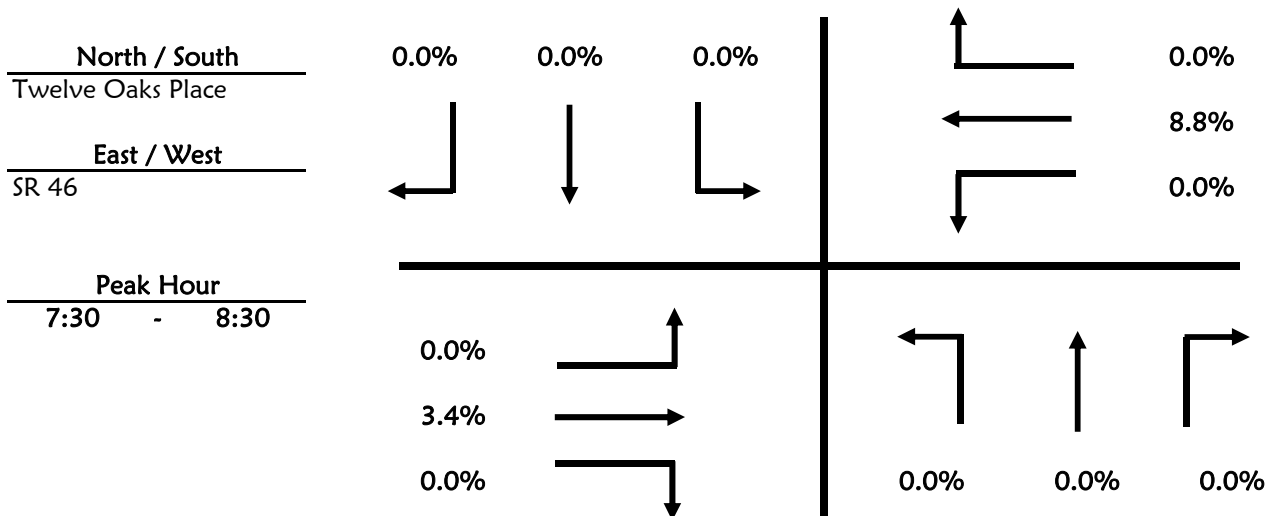 North / South
Twelve Oaks Place
East / West
SR 46
Peak Hour
7:30 - 8:30
0.0% 0.0% 0.0%
0.0%
8.8%
0.0%
0.0%
3.4%
0.0%
0.0% 0.0% 0.0%